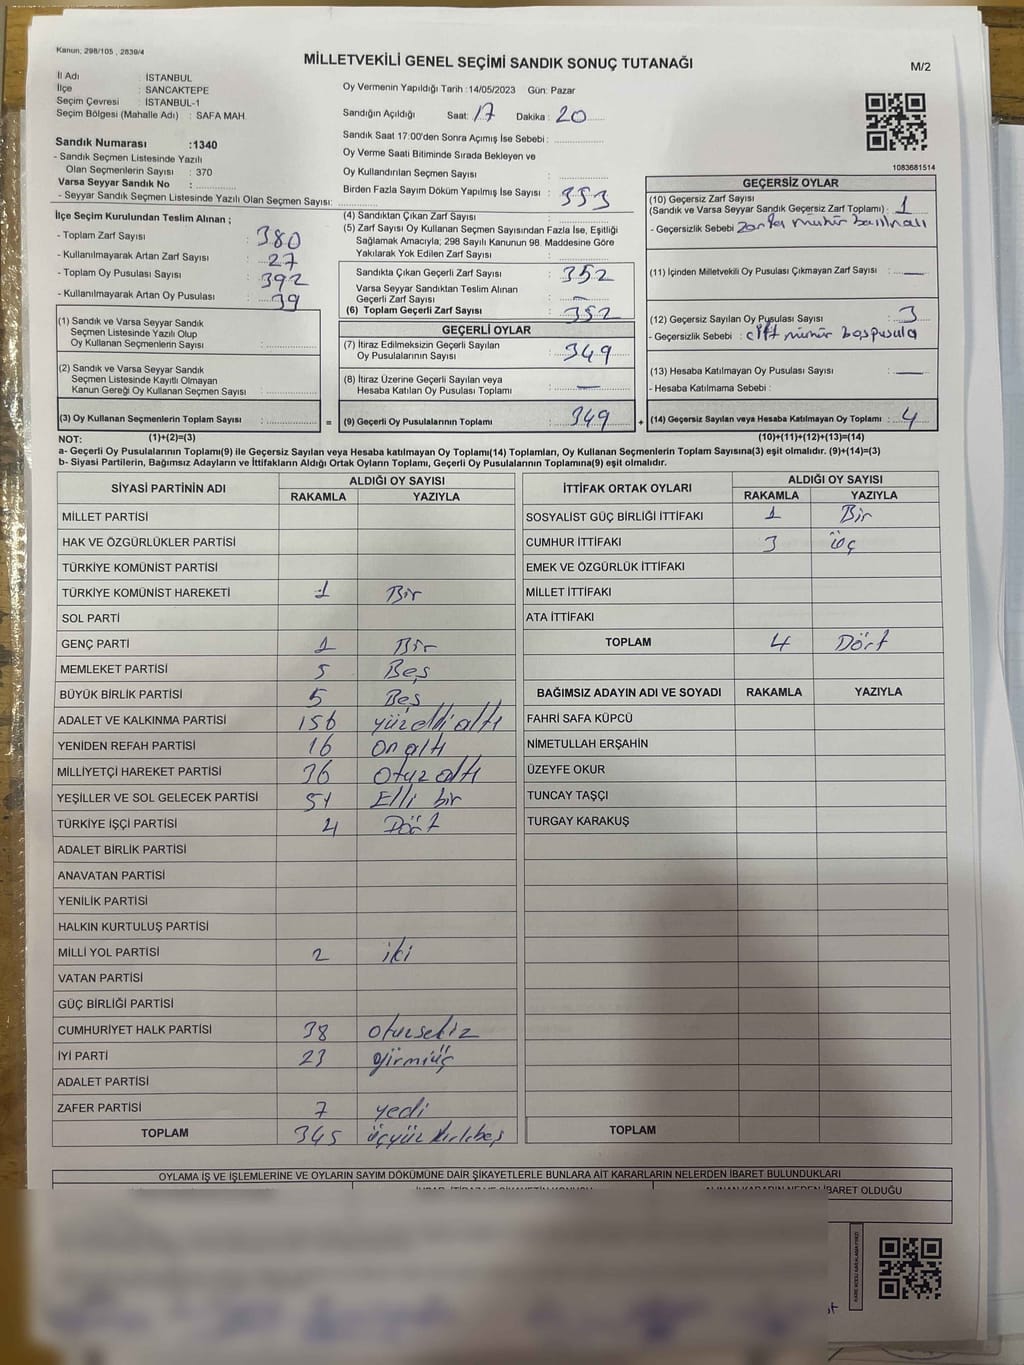 Kanun; 298/105 , 2839/4
MİLLETVEKİLİ GENEL SEÇİMİ SANDIK SONUÇ TUTANAĞI
M/2
İl Adı : İSTANBUL
İlçe : SANCAKTEPE
Seçim Çevresi : İSTANBUL-1
Seçim Bölgesi (Mahalle Adı) : SAFA MAH.
Sandık Numarası :1340
- Sandık Seçmen Listesinde Yazılı
Olan Seçmenlerin Sayısı : 370
Varsa Seyyar Sandık No :
- Seyyar Sandık Seçmen Listesinde Yazılı Olan Seçmen Sayısı:
Oy Vermenin Yapıldığı Tarih :14/05/2023 Gün: Pazar
Sandığın Açıldığı Saat: 17 Dakika : 20
Sandık Saat 17:00'den Sonra Açımış İse Sebebi :
Oy Verme Saati Bitiminde Sırada Bekleyen ve
Oy Kullandırılan Seçmen Sayısı :
Birden Fazla Sayım Döküm Yapılmış İse Sayısı : 353
1083681514
İlçe Seçim Kurulundan Teslim Alınan ;
- Toplam Zarf Sayısı : 380
- Kullanılmayarak Artan Zarf Sayısı : 27
- Toplam Oy Pusulası Sayısı : 392
- Kullanılmayarak Artan Oy Pusulası : 39
(1) Sandık ve Varsa Seyyar Sandık
Seçmen Listesinde Yazılı Olup
Oy Kullanan Seçmenlerin Sayısı :
(2) Sandık ve Varsa Seyyar Sandık
Seçmen Listesinde Kayıtlı Olmayan
Kanun Gereği Oy Kullanan Seçmen Sayısı :
(3) Oy Kullanan Seçmenlerin Toplam Sayısı : =
(4) Sandıktan Çıkan Zarf Sayısı :
(5) Zarf Sayısı Oy Kullanan Seçmen Sayısından Fazla İse, Eşitliği
Sağlamak Amacıyla; 298 Sayılı Kanunun 98. Maddesine Göre
Yakılarak Yok Edilen Zarf Sayısı :
Sandıkta Çıkan Geçerli Zarf Sayısı : 352
Varsa Seyyar Sandıktan Teslim Alınan
Geçerli Zarf Sayısı : —
(6) Toplam Geçerli Zarf Sayısı : 352
GEÇERLİ OYLAR
(7) İtiraz Edilmeksizin Geçerli Sayılan
Oy Pusulalarının Sayısı : 349
(8) İtiraz Üzerine Geçerli Sayılan veya
Hesaba Katılan Oy Pusulası Toplamı : —
(9) Geçerli Oy Pusulalarının Toplamı : 349 +
GEÇERSİZ OYLAR
(10) Geçersiz Zarf Sayısı
(Sandık ve Varsa Seyyar Sandık Geçersiz Zarf Toplamı) : 1
- Geçersizlik Sebebi zarfa mühür
(11) İçinden Milletvekili Oy Pusulası Çıkmayan Zarf Sayısı : —
(12) Geçersiz Sayılan Oy Pusulası Sayısı : 3
- Geçersizlik Sebebi : çift mühür boş pusula
(13) Hesaba Katılmayan Oy Pusulası Sayısı : —
- Hesaba Katılmama Sebebi :
(14) Geçersiz Sayılan veya Hesaba Katılmayan Oy Toplamı : 4
NOT: (1)+(2)=(3) (10)+(11)+(12)+(13)=(14)
a- Geçerli Oy Pusulalarının Toplamı(9) ile Geçersiz Sayılan veya Hesaba katılmayan Oy Toplamı(14) Toplamları, Oy Kullanan Seçmenlerin Toplam Sayısına(3) eşit olmalıdır. (9)+(14)=(3)
b- Siyasi Partilerin, Bağımsız Adayların ve İttifakların Aldığı Ortak Oyların Toplamı, Geçerli Oy Pusulalarının Toplamına(9) eşit olmalıdır.
SİYASİ PARTİNİN ADI ALDIĞI OY SAYISI
RAKAMLA YAZIYLA
MİLLET PARTİSİ
HAK VE ÖZGÜRLÜKLER PARTİSİ
TÜRKİYE KOMÜNİST PARTİSİ
TÜRKİYE KOMÜNİST HAREKETİ 1 Bir
SOL PARTİ
GENÇ PARTİ 1 Bir
MEMLEKET PARTİSİ 5 Beş
BÜYÜK BİRLİK PARTİSİ 5 Beş
ADALET VE KALKINMA PARTİSİ 156 yüz elli altı
YENİDEN REFAH PARTİSİ 16 on altı
MİLLİYETÇİ HAREKET PARTİSİ 36 otuz altı
YEŞİLLER VE SOL GELECEK PARTİSİ 51 Elli bir
TÜRKİYE İŞÇİ PARTİSİ 4 Dört
ADALET BİRLİK PARTİSİ
ANAVATAN PARTİSİ
YENİLİK PARTİSİ
HALKIN KURTULUŞ PARTİSİ
MİLLİ YOL PARTİSİ 2 iki
VATAN PARTİSİ
GÜÇ BİRLİĞİ PARTİSİ
CUMHURİYET HALK PARTİSİ 38 otuzsekiz
İYİ PARTİ 23 yirmiüç
ADALET PARTİSİ
ZAFER PARTİSİ 7 yedi
TOPLAM 345 üçyüz kırkbeş
İTTİFAK ORTAK OYLARI ALDIĞI OY SAYISI
RAKAMLA YAZIYLA
SOSYALİST GÜÇ BİRLİĞİ İTTİFAKI 1 Bir
CUMHUR İTTİFAKI 3 üç
EMEK VE ÖZGÜRLÜK İTTİFAKI
MİLLET İTTİFAKI
ATA İTTİFAKI
TOPLAM 4 Dört
BAĞIMSIZ ADAYIN ADI VE SOYADI RAKAMLA YAZIYLA
FAHRİ SAFA KÜPCÜ
NİMETULLAH ERŞAHİN
ÜZEYFE OKUR
TUNCAY TAŞÇI
TURGAY KARAKUŞ
TOPLAM
OYLAMA İŞ VE İŞLEMLERİNE VE OYLARIN SAYIM DÖKÜMÜNE DAİR ŞİKAYETLERLE BUNLARA AİT KARARLARIN NELERDEN İBARET BULUNDUKLARI
ALINAN KARARIN NEDEN İBARET OLDUĞU